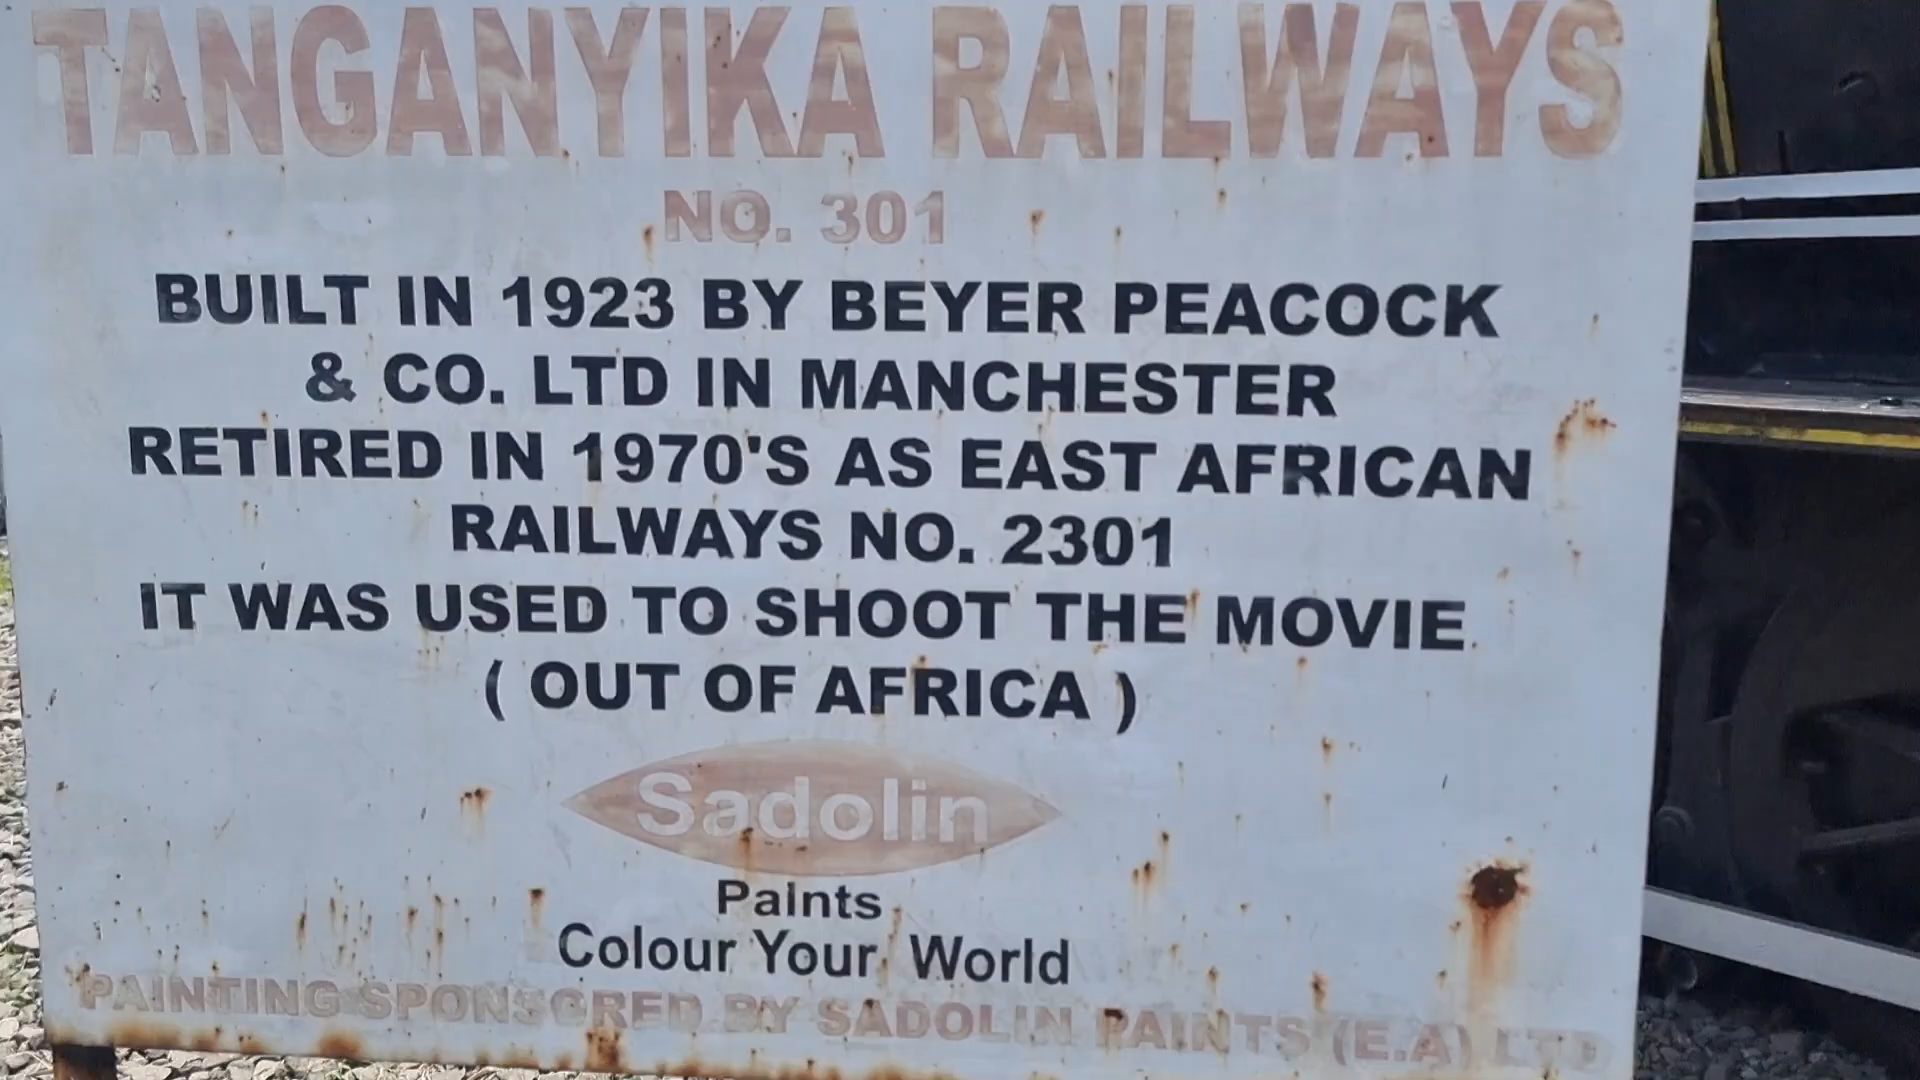 TANGANYIKA RAILWAYS
NO. 301
BUILT IN 1923 BY BEYER PEACOCK
& CO. LTD IN MANCHESTER
RETIRED IN 1970'S AS EAST AFRICAN
RAILWAYS NO. 2301
IT WAS USED TO SHOOT THE MOVIE
( OUT OF AFRICA )
Sadolin
Paints
Colour Your World
PAINTING SPONSORED BY SADOLIN PAINTS (E.A) LTD